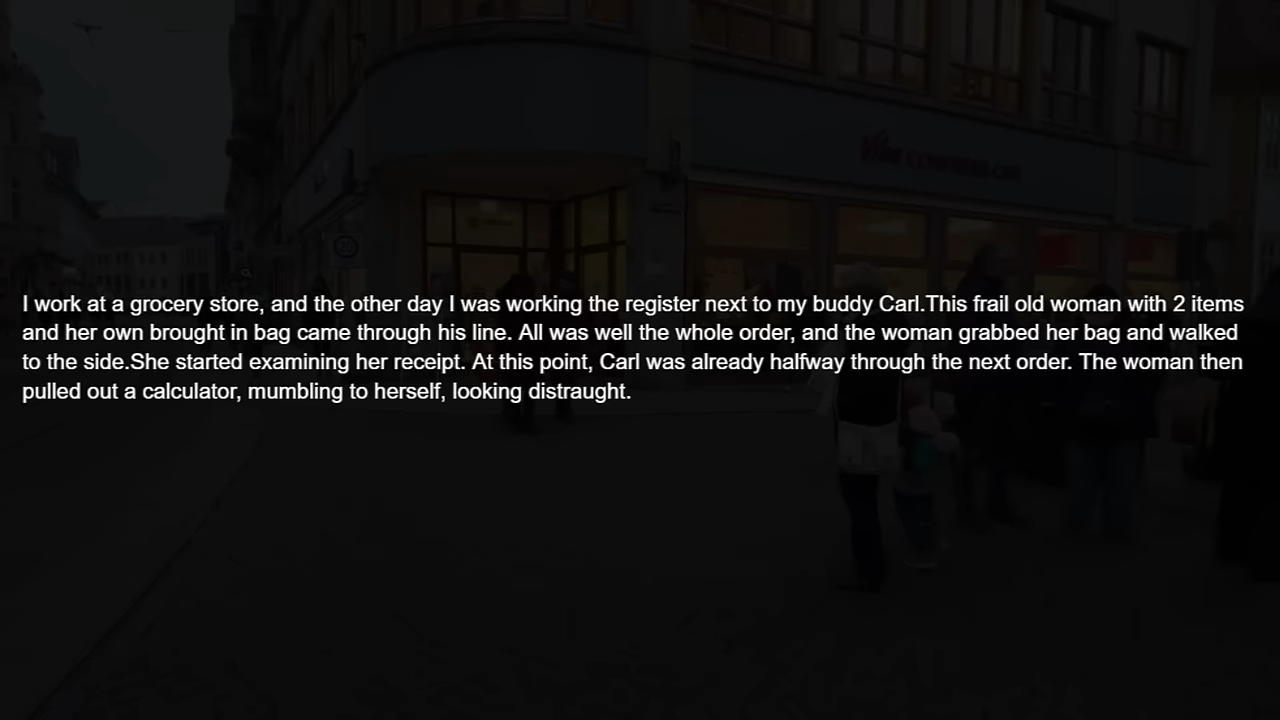 I work at a grocery store, and the other day I was working the register next to my buddy Carl.This frail old woman with 2 items
and her own brought in bag came through his line. All was well the whole order, and the woman grabbed her bag and walked
to the side.She started examining her receipt. At this point, Carl was already halfway through the next order. The woman then
pulled out a calculator, mumbling to herself, looking distraught.